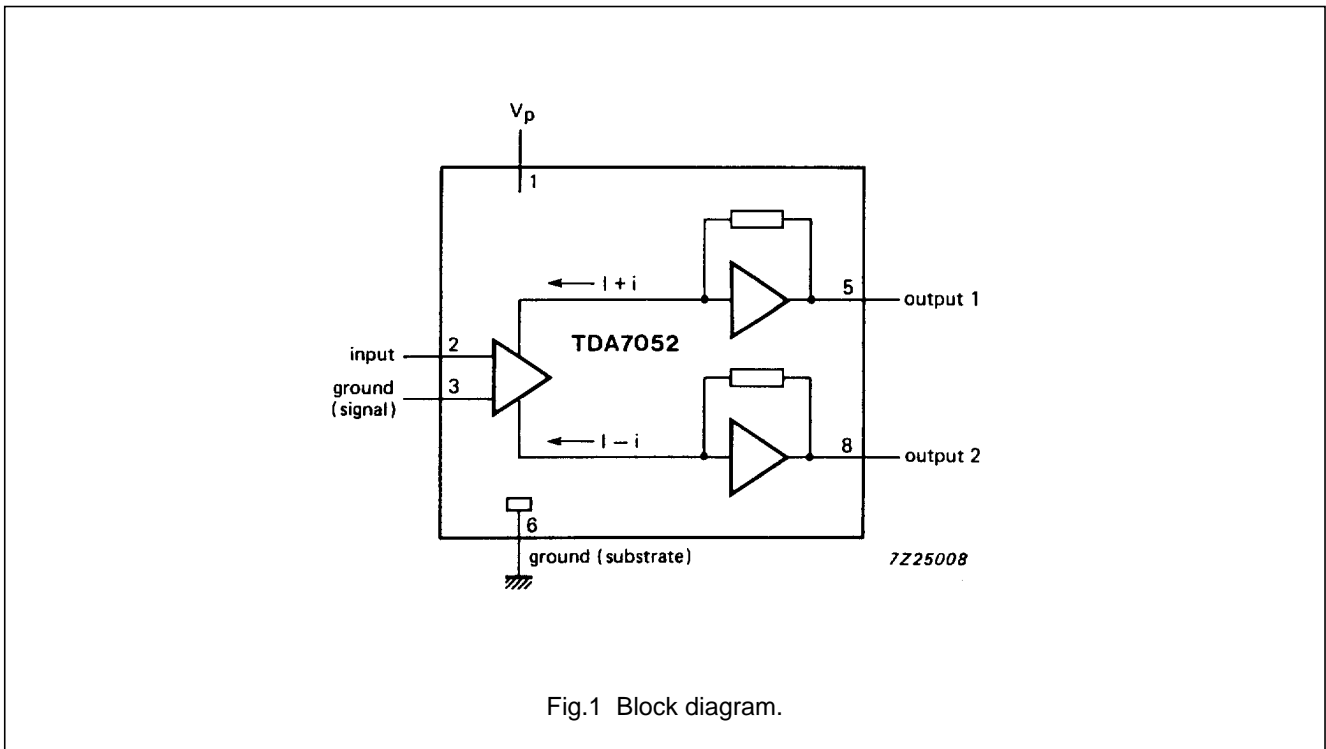 Vp
1
I + i
5
output 1
TDA7052
input
2
ground
(signal)
3
I − i
8
output 2
6
ground (substrate)
7Z25008
Fig.1 Block diagram.